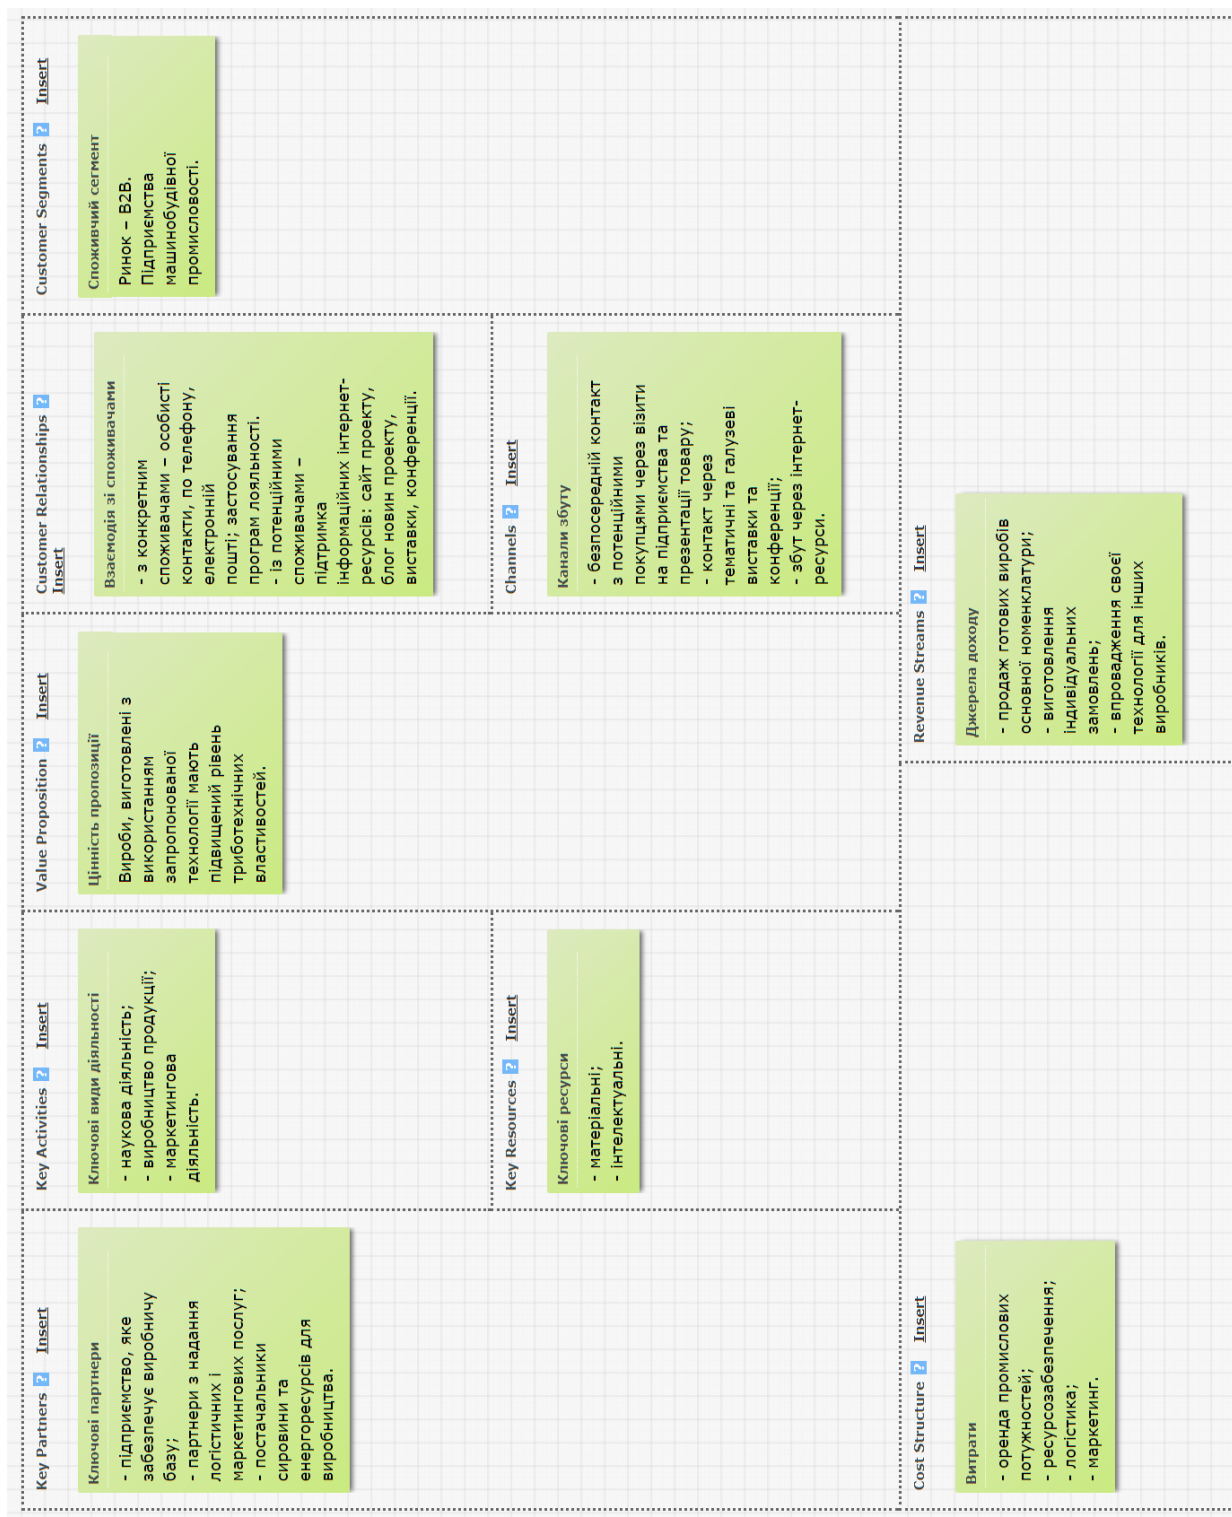 Key Partners ? Insert
Ключові партнери
- підприємство, яке
забезпечує виробничу
базу;
- партнери з надання
логістичних і
маркетингових послуг;
- постачальники
сировини та
енергоресурсів для
виробництва.
Key Activities ? Insert
Ключові види діяльності
- наукова діяльність;
- виробництво продукції;
- маркетингова
діяльність.
Key Resources ? Insert
Ключові ресурси
- матеріальні;
- інтелектуальні.
Value Proposition ? Insert
Цінність пропозиції
Вироби, виготовлені з
використанням
запропонованої
технології мають
підвищений рівень
триботехнічних
властивостей.
Customer Relationships ?
Insert
Взаємодія зі споживачами
- з конкретним
споживачами – особисті
контакти, по телефону,
електронній
пошті; застосування
програм лояльності.
- із потенційними
споживачами –
підтримка
інформаційних інтернет-
ресурсів: сайт проекту,
блог новин проекту,
виставки, конференції.
Channels ? Insert
Канали збуту
- безпосередній контакт
з потенційними
покупцями через візити
на підприємства та
презентації товару;
- контакт через
тематичні та галузеві
виставки та
конференції;
- збут через інтернет-
ресурси.
Customer Segments ? Insert
Споживчий сегмент
Ринок – B2B.
Підприємства
машинобудівної
промисловості.
Cost Structure ? Insert
Витрати
- оренда промислових
потужностей;
- ресурсозабезпечення;
- логістика;
- маркетинг.
Revenue Streams ? Insert
Джерела доходу
- продаж готових виробів
основної номенклатури;
- виготовлення
індивідуальних
замовлень;
- впровадження своєї
технології для інших
виробників.